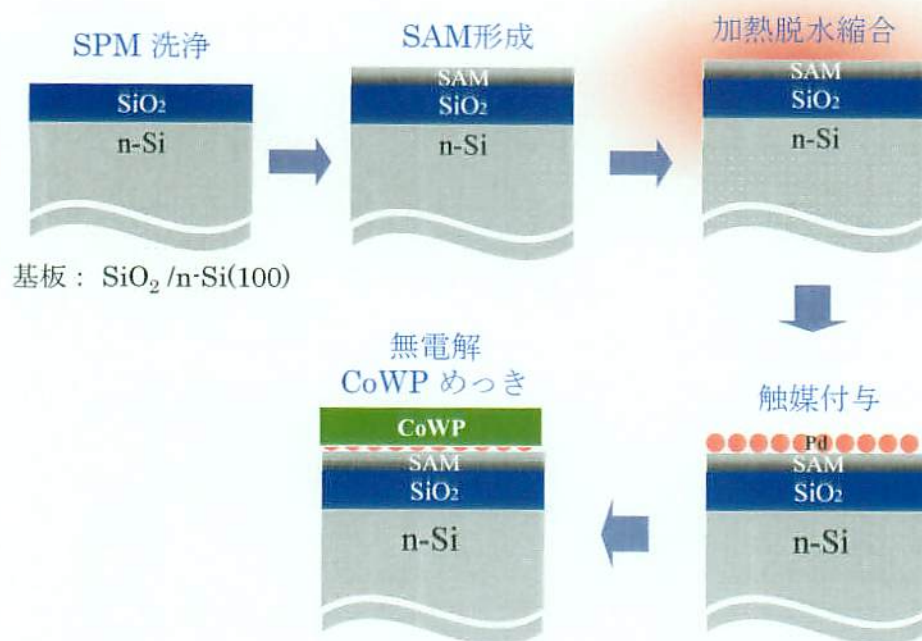 SPM 洗浄
SiO₂
n-Si
基板： SiO₂ /n-Si(100)
SAM形成
SAM
SiO₂
n-Si
加熱脱水縮合
SAM
SiO₂
n-Si
触媒付与
Pd
SAM
SiO₂
n-Si
無電解
CoWP めっき
CoWP
SAM
SiO₂
n-Si